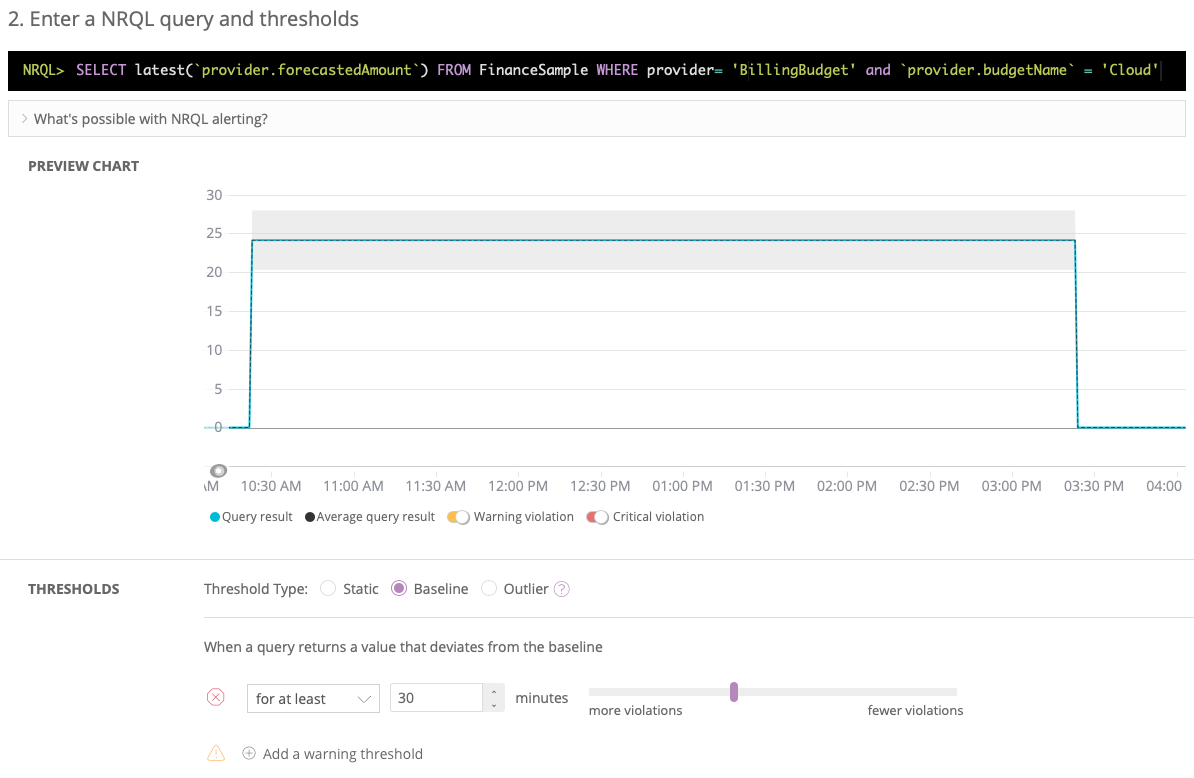 2. Enter a NRQL query and thresholds
NRQL> SELECT latest(`provider.forecastedAmount`) FROM FinanceSample WHERE provider= 'BillingBudget' and `provider.budgetName` = 'Cloud'
What's possible with NRQL alerting?
PREVIEW CHART
30
25
20
15
10
5
0
AM 10:30 AM 11:00 AM 11:30 AM 12:00 PM 12:30 PM 01:00 PM 01:30 PM 02:00 PM 02:30 PM 03:00 PM 03:30 PM 04:00
Query result Average query result Warning violation Critical violation
THRESHOLDS
Threshold Type: Static Baseline Outlier ?
When a query returns a value that deviates from the baseline
for at least 30 minutes
more violations fewer violations
Add a warning threshold